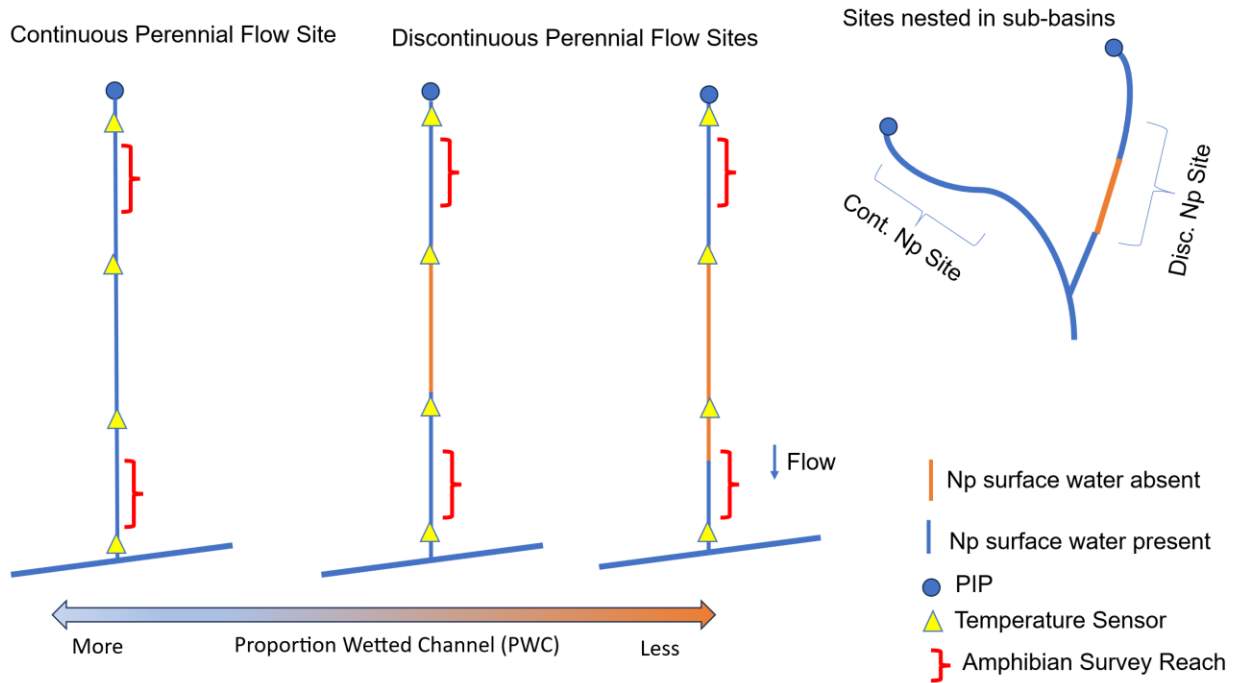 Continuous Perennial Flow Site
Discontinuous Perennial Flow Sites
Sites nested in sub-basins
Cont. Np Site
Disc. Np Site
Flow
More
Proportion Wetted Channel (PWC)
Less
Np surface water absent
Np surface water present
PIP
Temperature Sensor
Amphibian Survey Reach